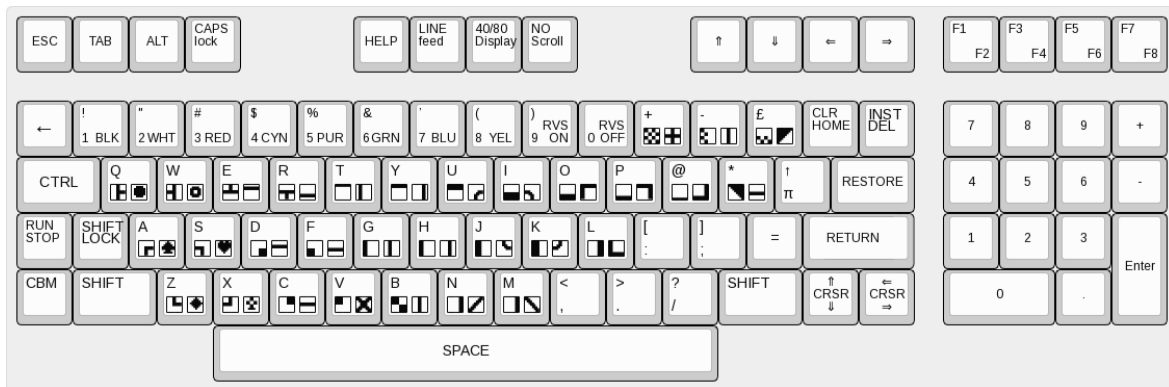 ESC TAB ALT CAPS lock HELP LINE feed 40/80 Display NO Scroll ⇑ ⇓ ⇐ ⇒ F1 F2 F3 F4 F5 F6 F7 F8
← ! 1 BLK " 2 WHT # 3 RED $ 4 CYN % 5 PUR & 6 GRN ' 7 BLU ( 8 YEL ) 9 RVS ON RVS 0 OFF + - £ CLR HOME INST DEL 7 8 9 +
CTRL Q W E R T Y U I O P @ * ↑ π RESTORE 4 5 6 -
RUN STOP SHIFT LOCK A S D F G H J K L [ : ] ; = RETURN 1 2 3 Enter
CBM SHIFT Z X C V B N M < , > . ? / SHIFT ⇑ CRSR ⇓ ⇐ CRSR ⇒ 0 .
SPACE